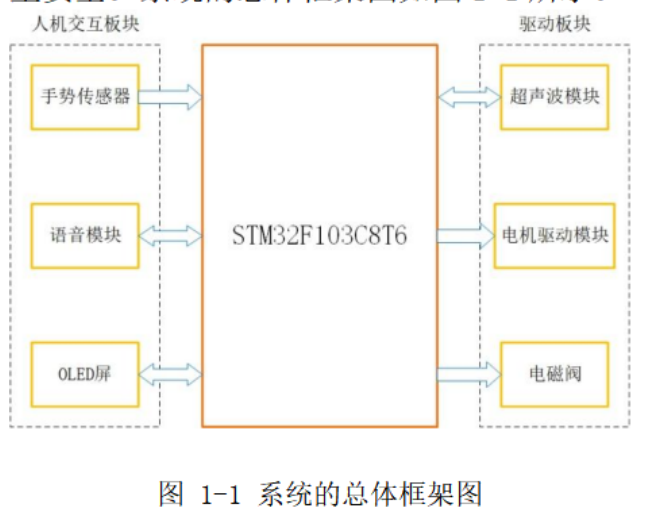 人机交互板块
驱动板块
手势传感器
超声波模块
语音模块
STM32F103C8T6
电机驱动模块
OLED屏
电磁阀
图 1-1 系统的总体框架图